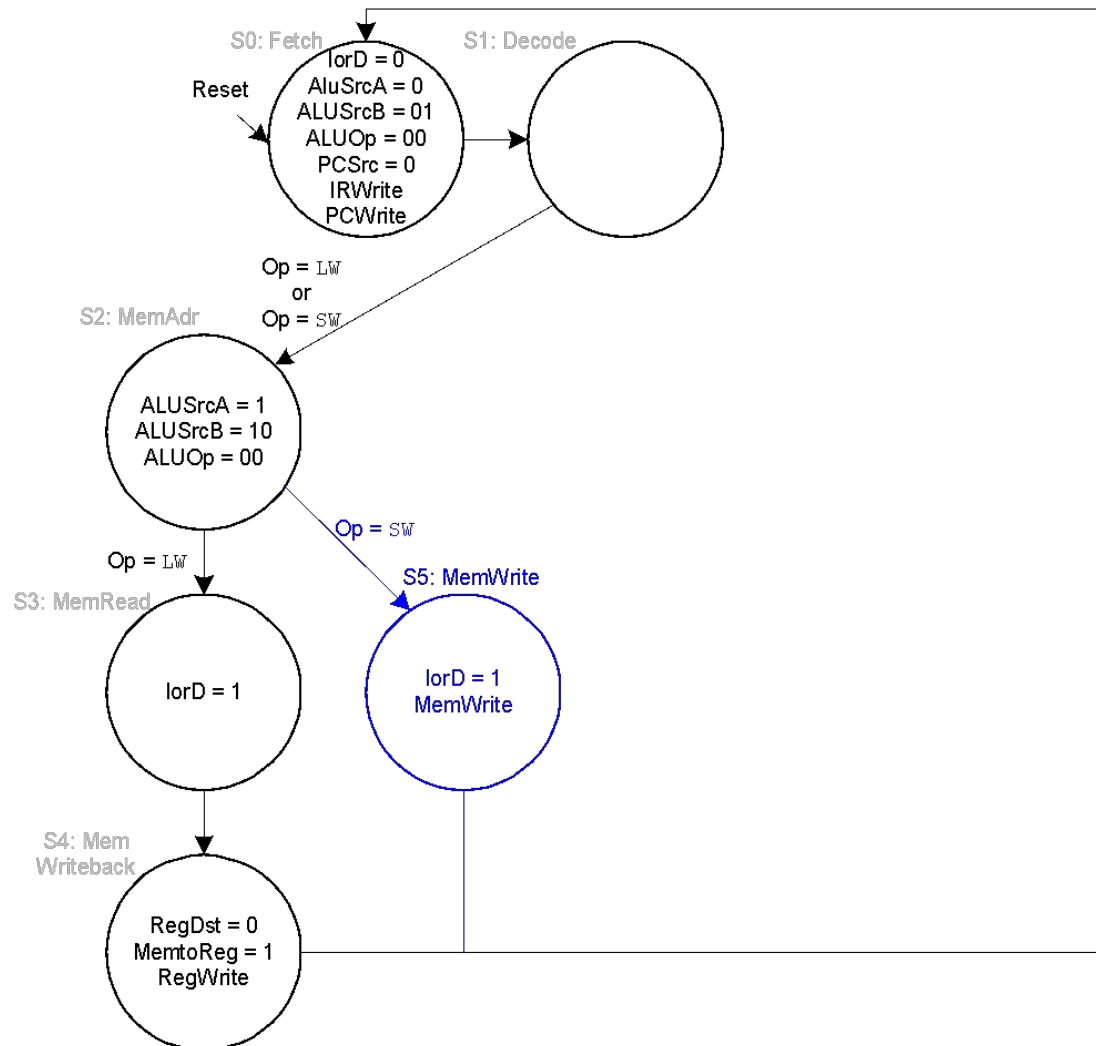 S0: Fetch
S1: Decode
Reset
IorD = 0
AluSrcA = 0
ALUSrcB = 01
ALUOp = 00
PCSrc = 0
IRWrite
PCWrite
Op = LW
or
Op = SW
S2: MemAdr
ALUSrcA = 1
ALUSrcB = 10
ALUOp = 00
Op = LW
Op = SW
S3: MemRead
S5: MemWrite
IorD = 1
IorD = 1
MemWrite
S4: Mem
Writeback
RegDst = 0
MemtoReg = 1
RegWrite